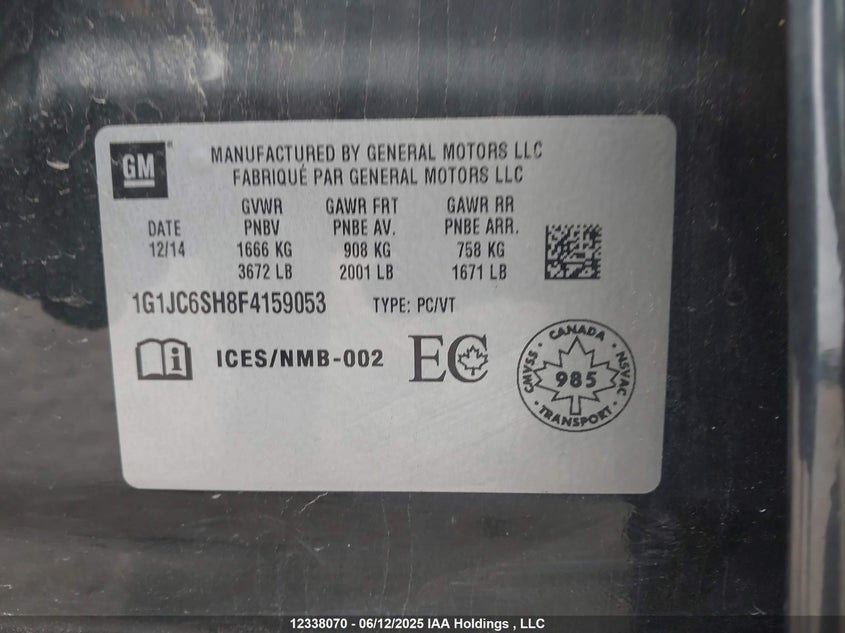 GM
MANUFACTURED BY GENERAL MOTORS LLC
FABRIQUÉ PAR GENERAL MOTORS LLC
GVWR GAWR FRT GAWR RR
DATE PNBV PNBE AV. PNBE ARR.
12/14 1666 KG 908 KG 758 KG
3672 LB 2001 LB 1671 LB
1G1JC6SH8F4159053 TYPE: PC/VT
i ICES/NMB-002 EC
CANADA
CMVSS 985 NSVAC
TRANSPORT
12338070 - 06/12/2025 IAA Holdings , LLC